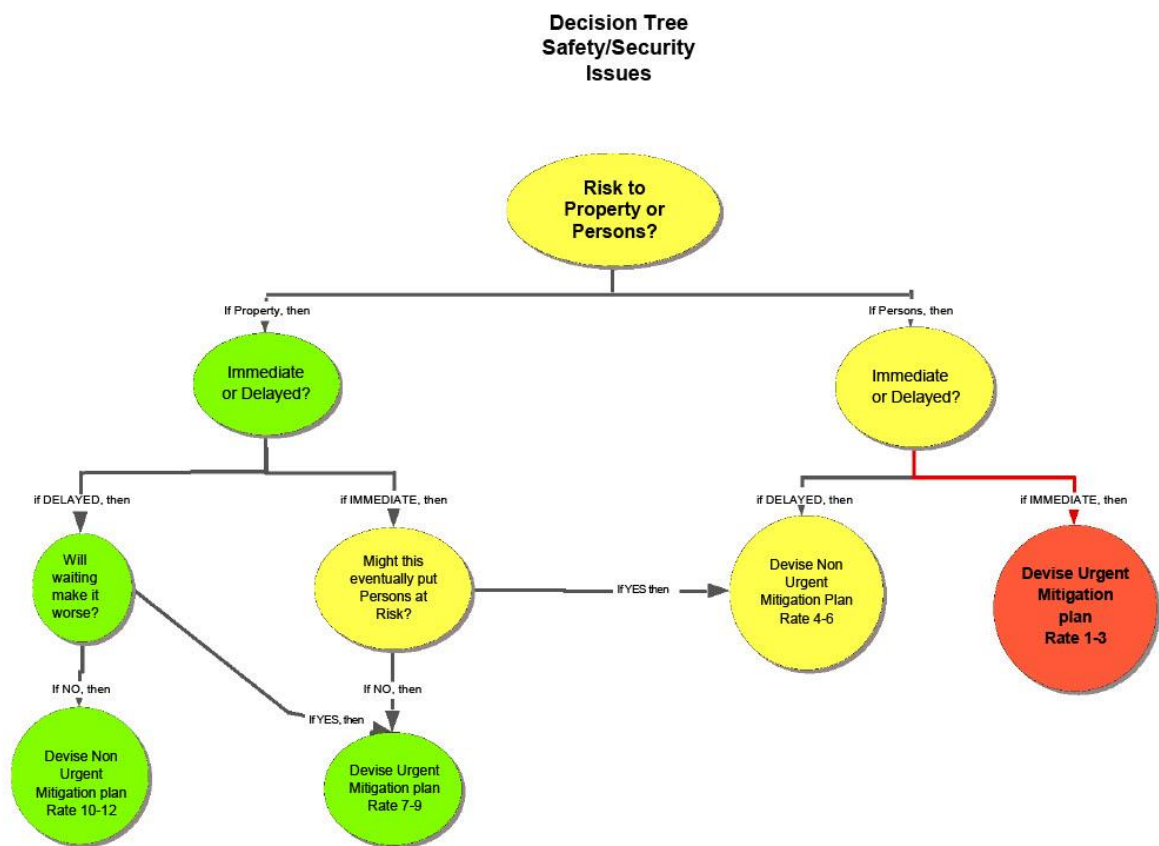 Decision Tree
Safety/Security
Issues
Risk to
Property or
Persons?
If Property, then
If Persons, then
Immediate
or Delayed?
Immediate
or Delayed?
if DELAYED, then
if IMMEDIATE, then
if DELAYED, then
if IMMEDIATE, then
Will
waiting
make it
worse?
Might this
eventually put
Persons at
Risk?
If YES then
Devise Non
Urgent
Mitigation Plan
Rate 4-6
Devise Urgent
Mitigation
plan
Rate 1-3
If NO, then
If YES, then
If NO, then
Devise Non
Urgent
Mitigation plan
Rate 10-12
Devise Urgent
Mitigation plan
Rate 7-9